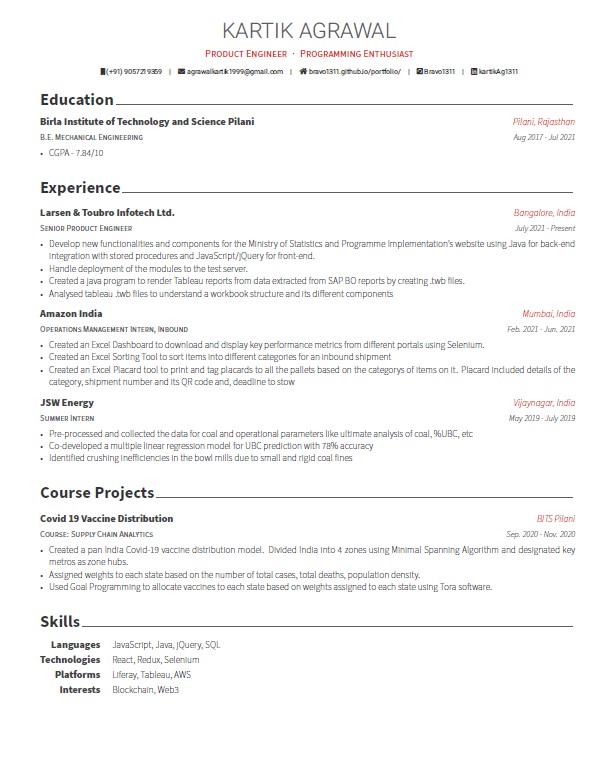 KARTIK AGRAWAL
PRODUCT ENGINEER · PROGRAMMING ENTHUSIAST
(+91) 9057219359 | agrawalkartik1999@gmail.com | bravo1311.github.io/portfolio/ | Bravo1311 | kartikAg1311
Education
Birla Institute of Technology and Science Pilani Pilani, Rajasthan
B.E. MECHANICAL ENGINEERING Aug 2017 - Jul 2021
• CGPA - 7.84/10
Experience
Larsen & Toubro Infotech Ltd. Bangalore, India
SENIOR PRODUCT ENGINEER July 2021 - Present
• Develop new functionalities and components for the Ministry of Statistics and Programme Implementation's website using Java for back-end
integration with stored procedures and JavaScript/jQuery for front-end.
• Handle deployment of the modules to the test server.
• Created a java program to render Tableau reports from data extracted from SAP BO reports by creating .twb files.
• Analysed tableau .twb files to understand a workbook structure and its different components
Amazon India Mumbai, India
OPERATIONS MANAGEMENT INTERN, INBOUND Feb. 2021 - Jun. 2021
• Created an Excel Dashboard to download and display key performance metrics from different portals using Selenium.
• Created an Excel Sorting Tool to sort items into different categories for an inbound shipment
• Created an Excel Placard tool to print and tag placards to all the pallets based on the categorys of items on it. Placard included details of the
category, shipment number and its QR code and, deadline to stow
JSW Energy Vijaynagar, India
SUMMER INTERN May 2019 - July 2019
• Pre-processed and collected the data for coal and operational parameters like ultimate analysis of coal, %UBC, etc
• Co-developed a multiple linear regression model for UBC prediction with 78% accuracy
• Identified crushing inefficiencies in the bowl mills due to small and rigid coal fines
Course Projects
Covid 19 Vaccine Distribution BITS Pilani
COURSE: SUPPLY CHAIN ANALYTICS Sep. 2020 - Nov. 2020
• Created a pan India Covid-19 vaccine distribution model. Divided India into 4 zones using Minimal Spanning Algorithm and designated key
metros as zone hubs.
• Assigned weights to each state based on the number of total cases, total deaths, population density.
• Used Goal Programming to allocate vaccines to each state based on weights assigned to each state using Tora software.
Skills
Languages JavaScript, Java, jQuery, SQL
Technologies React, Redux, Selenium
Platforms Liferay, Tableau, AWS
Interests Blockchain, Web3